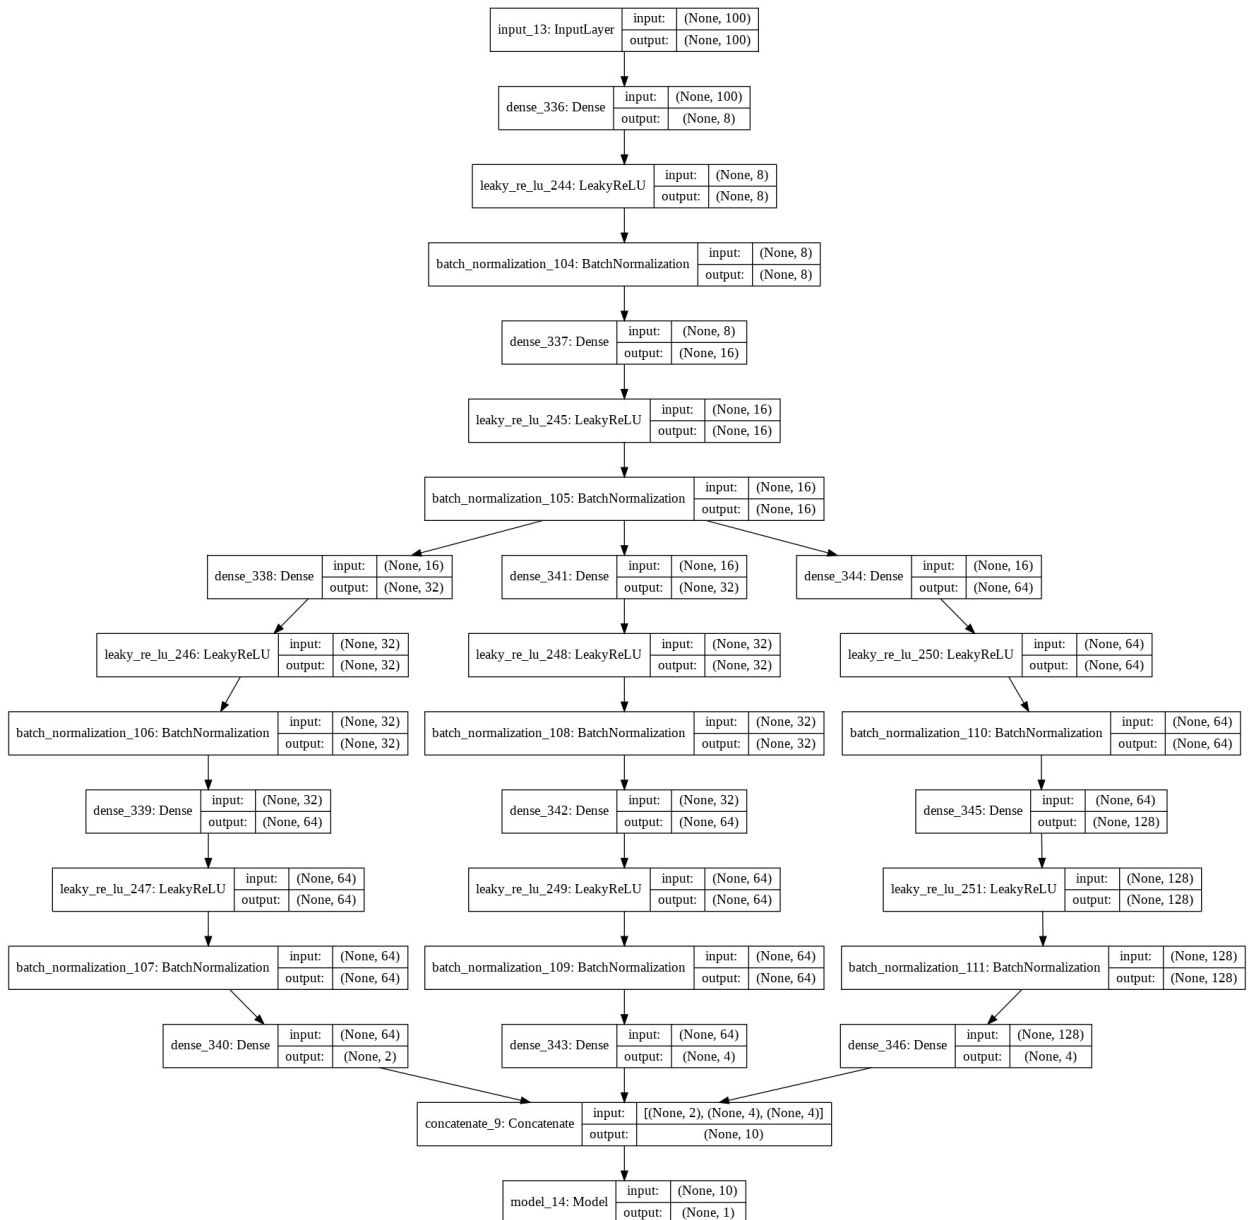 input_13: InputLayer
input: (None, 100)
output: (None, 100)
dense_336: Dense
input: (None, 100)
output: (None, 8)
leaky_re_lu_244: LeakyReLU
input: (None, 8)
output: (None, 8)
batch_normalization_104: BatchNormalization
input: (None, 8)
output: (None, 8)
dense_337: Dense
input: (None, 8)
output: (None, 16)
leaky_re_lu_245: LeakyReLU
input: (None, 16)
output: (None, 16)
batch_normalization_105: BatchNormalization
input: (None, 16)
output: (None, 16)
dense_338: Dense
input: (None, 16)
output: (None, 32)
dense_341: Dense
input: (None, 16)
output: (None, 32)
dense_344: Dense
input: (None, 16)
output: (None, 64)
leaky_re_lu_246: LeakyReLU
input: (None, 32)
output: (None, 32)
leaky_re_lu_248: LeakyReLU
input: (None, 32)
output: (None, 32)
leaky_re_lu_250: LeakyReLU
input: (None, 64)
output: (None, 64)
batch_normalization_106: BatchNormalization
input: (None, 32)
output: (None, 32)
batch_normalization_108: BatchNormalization
input: (None, 32)
output: (None, 32)
batch_normalization_110: BatchNormalization
input: (None, 64)
output: (None, 64)
dense_339: Dense
input: (None, 32)
output: (None, 64)
dense_342: Dense
input: (None, 32)
output: (None, 64)
dense_345: Dense
input: (None, 64)
output: (None, 128)
leaky_re_lu_247: LeakyReLU
input: (None, 64)
output: (None, 64)
leaky_re_lu_249: LeakyReLU
input: (None, 64)
output: (None, 64)
leaky_re_lu_251: LeakyReLU
input: (None, 128)
output: (None, 128)
batch_normalization_107: BatchNormalization
input: (None, 64)
output: (None, 64)
batch_normalization_109: BatchNormalization
input: (None, 64)
output: (None, 64)
batch_normalization_111: BatchNormalization
input: (None, 128)
output: (None, 128)
dense_340: Dense
input: (None, 64)
output: (None, 2)
dense_343: Dense
input: (None, 64)
output: (None, 4)
dense_346: Dense
input: (None, 128)
output: (None, 4)
concatenate_9: Concatenate
input: [(None, 2), (None, 4), (None, 4)]
output: (None, 10)
model_14: Model
input: (None, 10)
output: (None, 1)